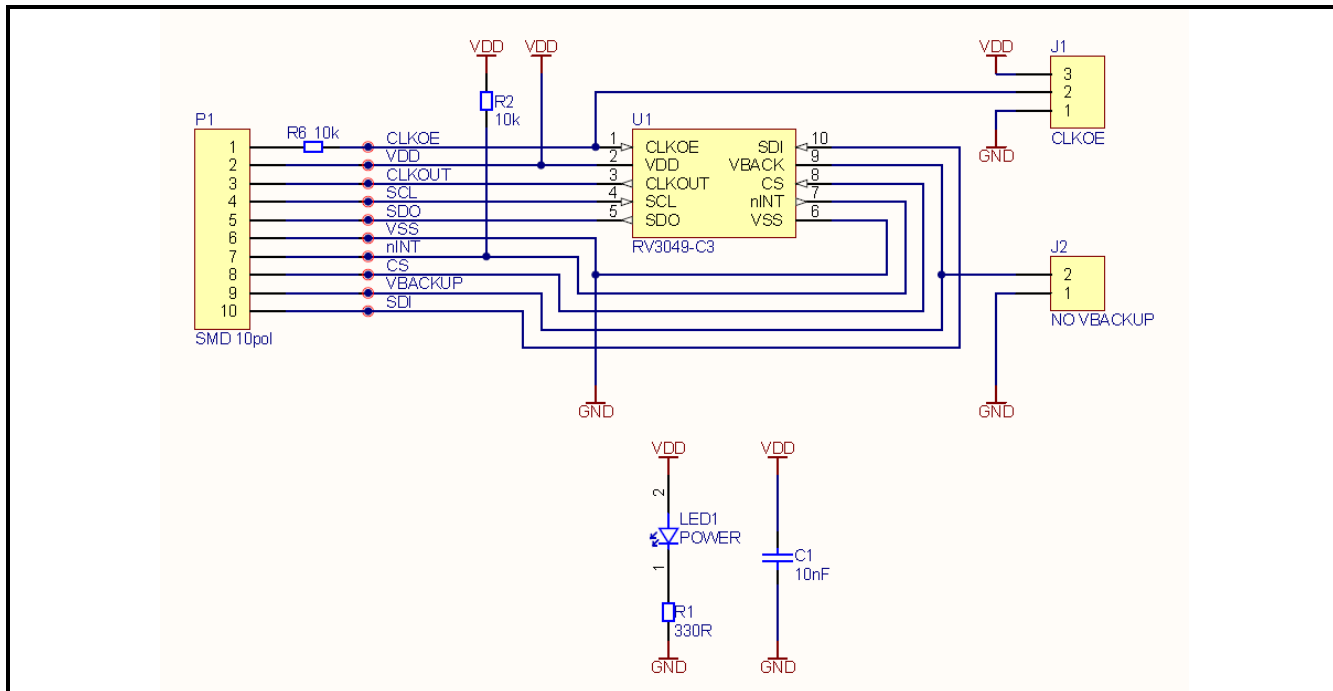 VDD
VDD
R2
10k
VDD
J1
3
2
1
GND
CLKOE
P1
1
2
3
4
5
6
7
8
9
10
SMD 10pol
R6 10k
CLKOE
VDD
CLKOUT
SCL
SDO
VSS
nINT
CS
VBACKUP
SDI
U1
1 CLKOE
2 VDD
3 CLKOUT
4 SCL
5 SDO
SDI 10
VBACK 9
CS 8
nINT 7
VSS 6
RV3049-C3
J2
2
1
NO VBACKUP
GND
GND
VDD
2
LED1
POWER
1
R1
330R
GND
VDD
C1
10nF
GND